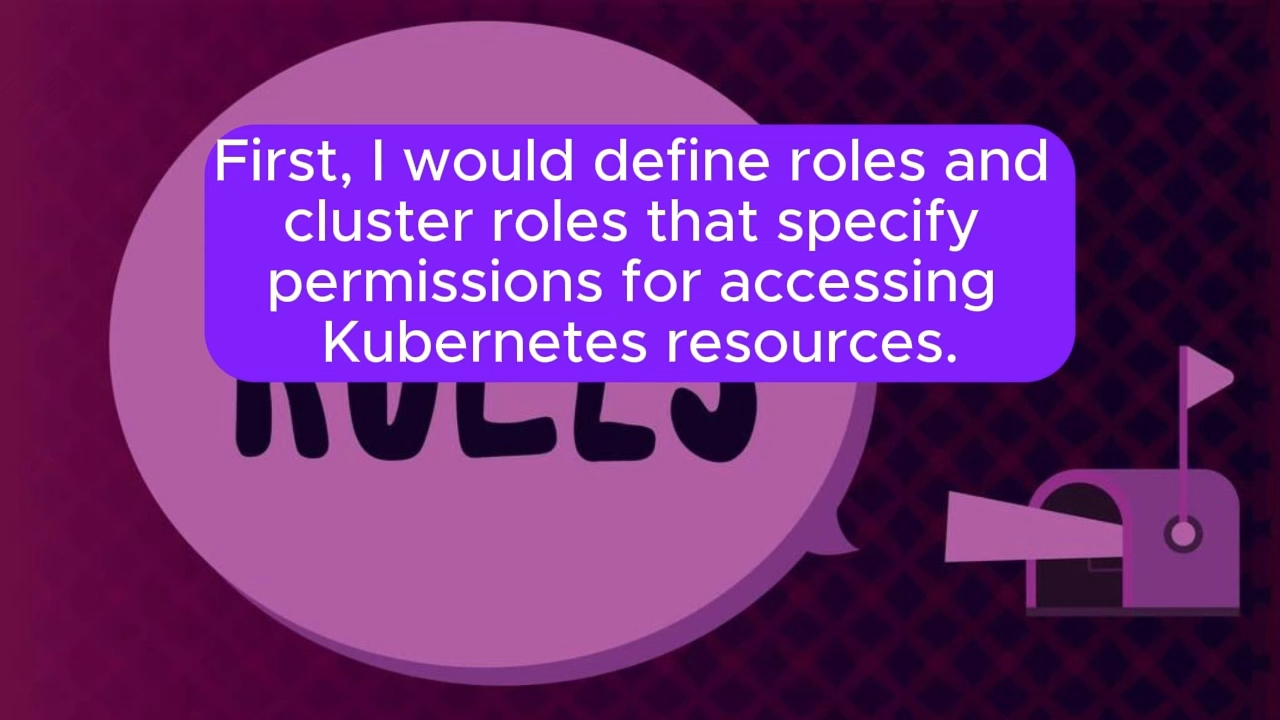 First, I would define roles and
cluster roles that specify
permissions for accessing
Kubernetes resources.